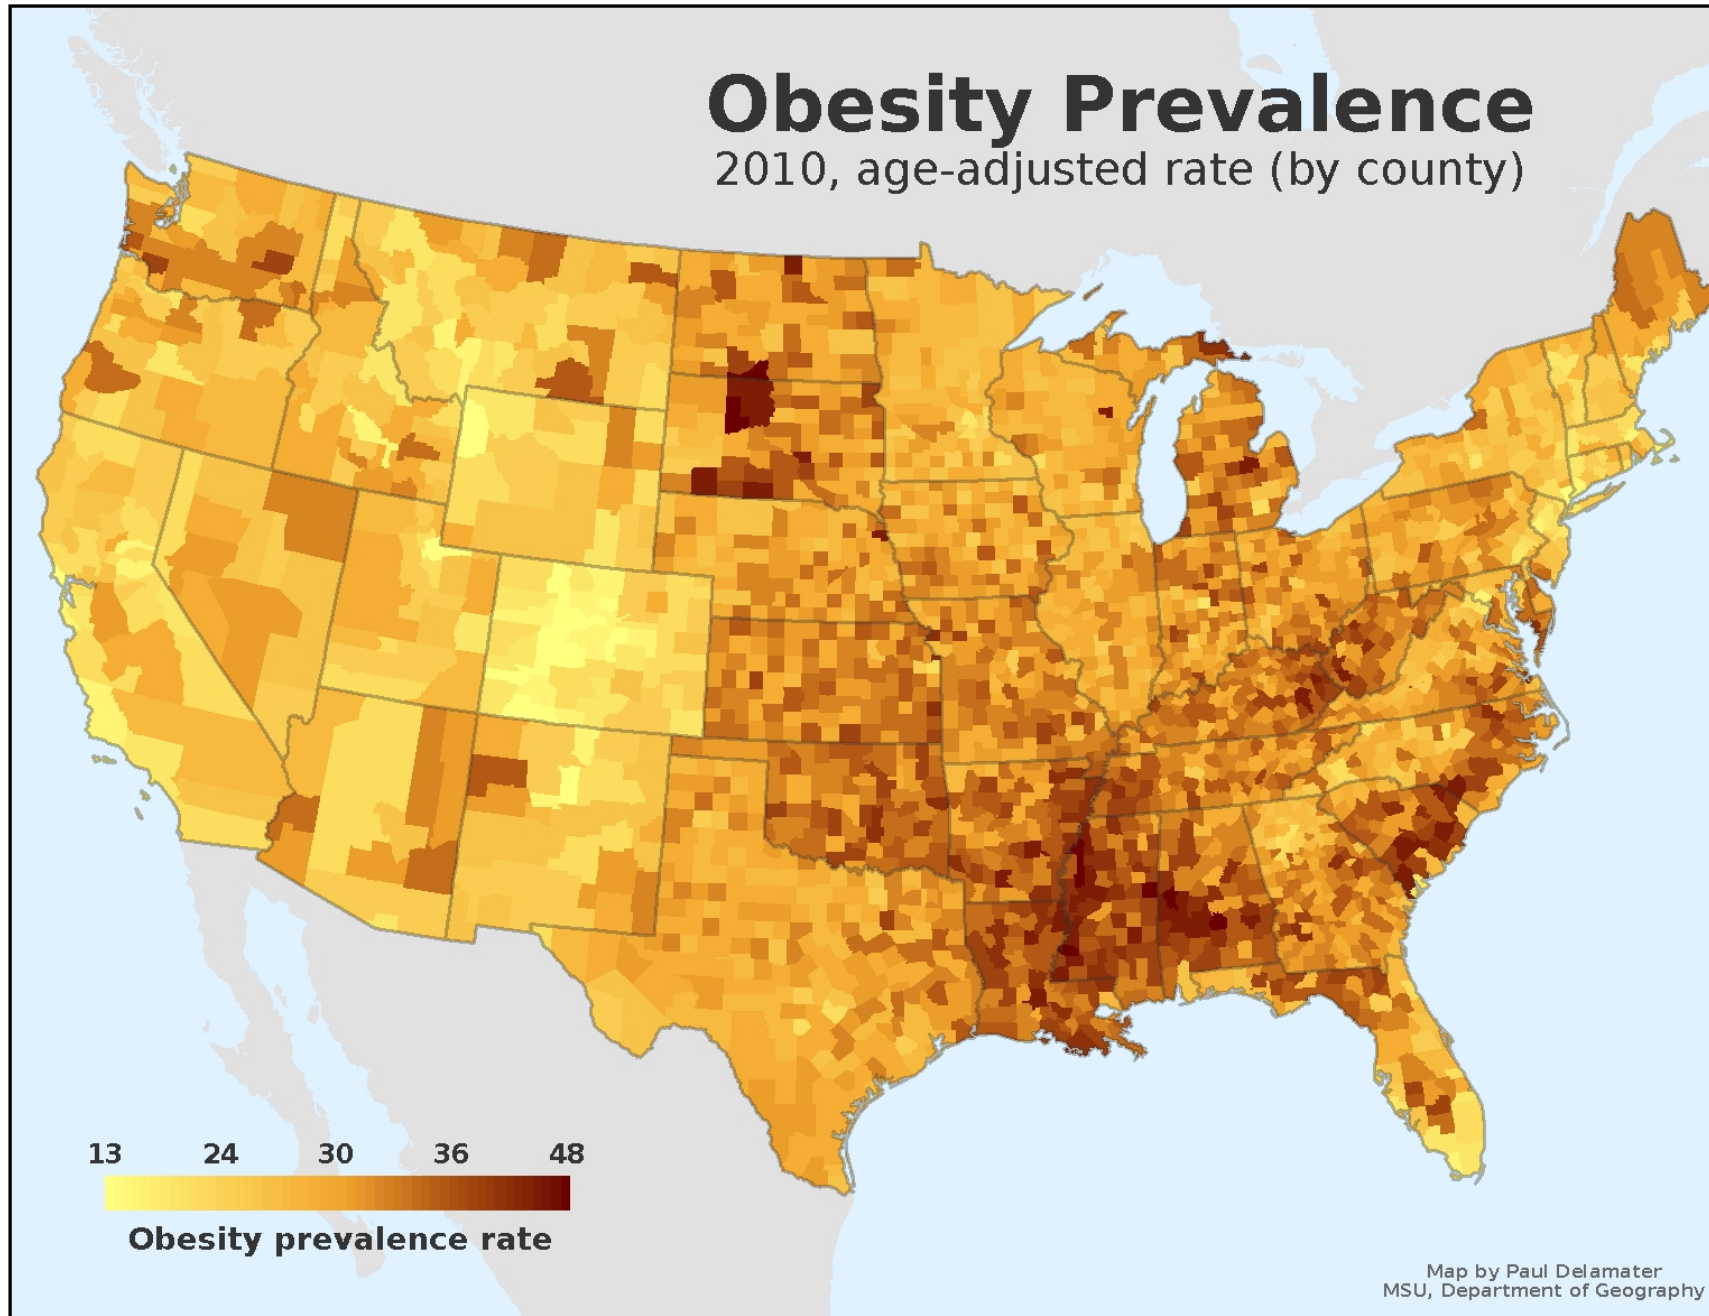 Obesity Prevalence
2010, age-adjusted rate (by county)
13 24 30 36 48
Obesity prevalence rate
Map by Paul Delamater
MSU, Department of Geography